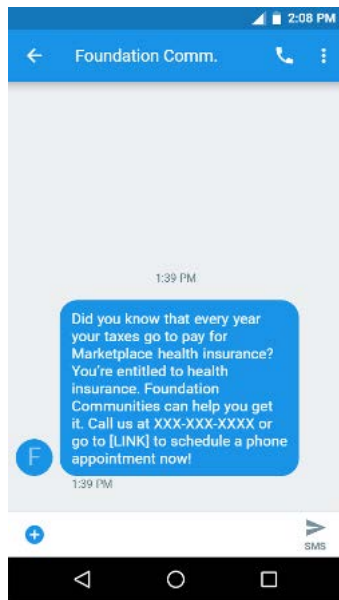 2:08 PM
Foundation Comm.
1:39 PM
Did you know that every year
your taxes go to pay for
Marketplace health insurance?
You're entitled to health
insurance. Foundation
Communities can help you get
it. Call us at XXX-XXX-XXXX or
go to [LINK] to schedule a phone
appointment now!
F
1:39 PM
SMS